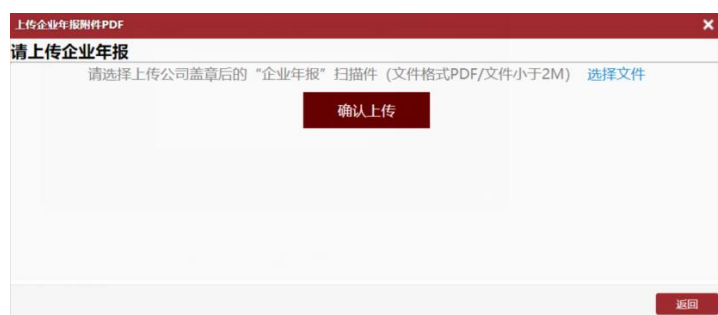 上传企业年报附件PDF
请上传企业年报
请选择上传公司盖章后的“企业年报”扫描件（文件格式PDF/文件小于2M） 选择文件
确认上传
返回